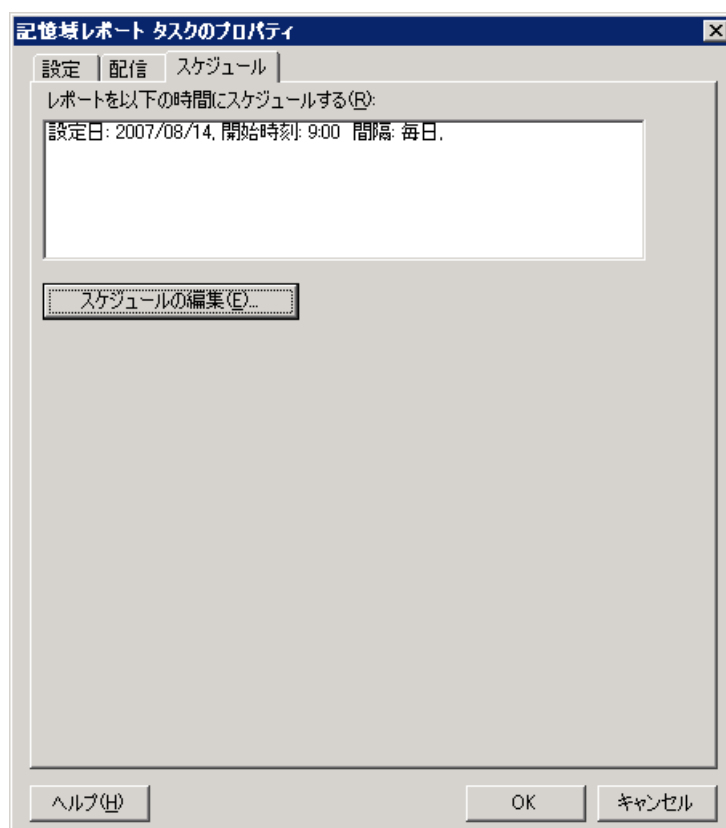 記憶域レポート タスクのプロパティ
設定 配信 スケジュール
レポートを以下の時間にスケジュールする(R):
設定日: 2007/08/14, 開始時刻: 9:00 間隔: 毎日,
スケジュールの編集(E)...
ヘルプ(H) OK キャンセル